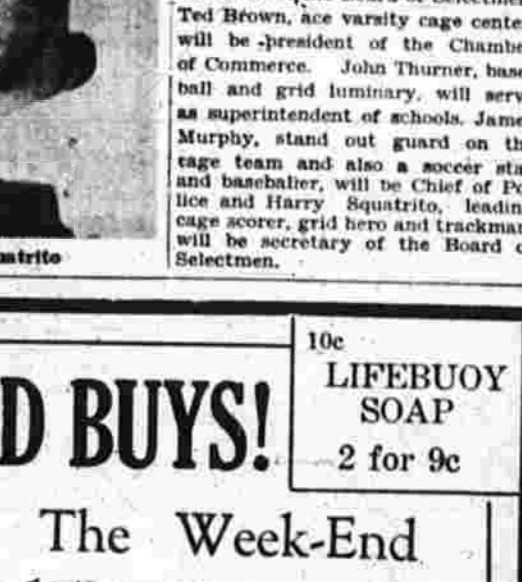 Ted Brown, ace varsity cage cente
will be president of the Chambe
of Commerce. John Thurner, base
ball and grid luminary, will serv
as superintendent of schools. Jame
Murphy, stand out guard on th
cage team and also a soccer sta
and baseballer, will be Chief of Po
lice and Harry Squatrito, leadin
cage scorer, grid hero and trackman
will be secretary of the Board o
Selectmen.
uatrito
D BUYS!
10c
LIFEBUOY
SOAP
2 for 9c
The Week-End